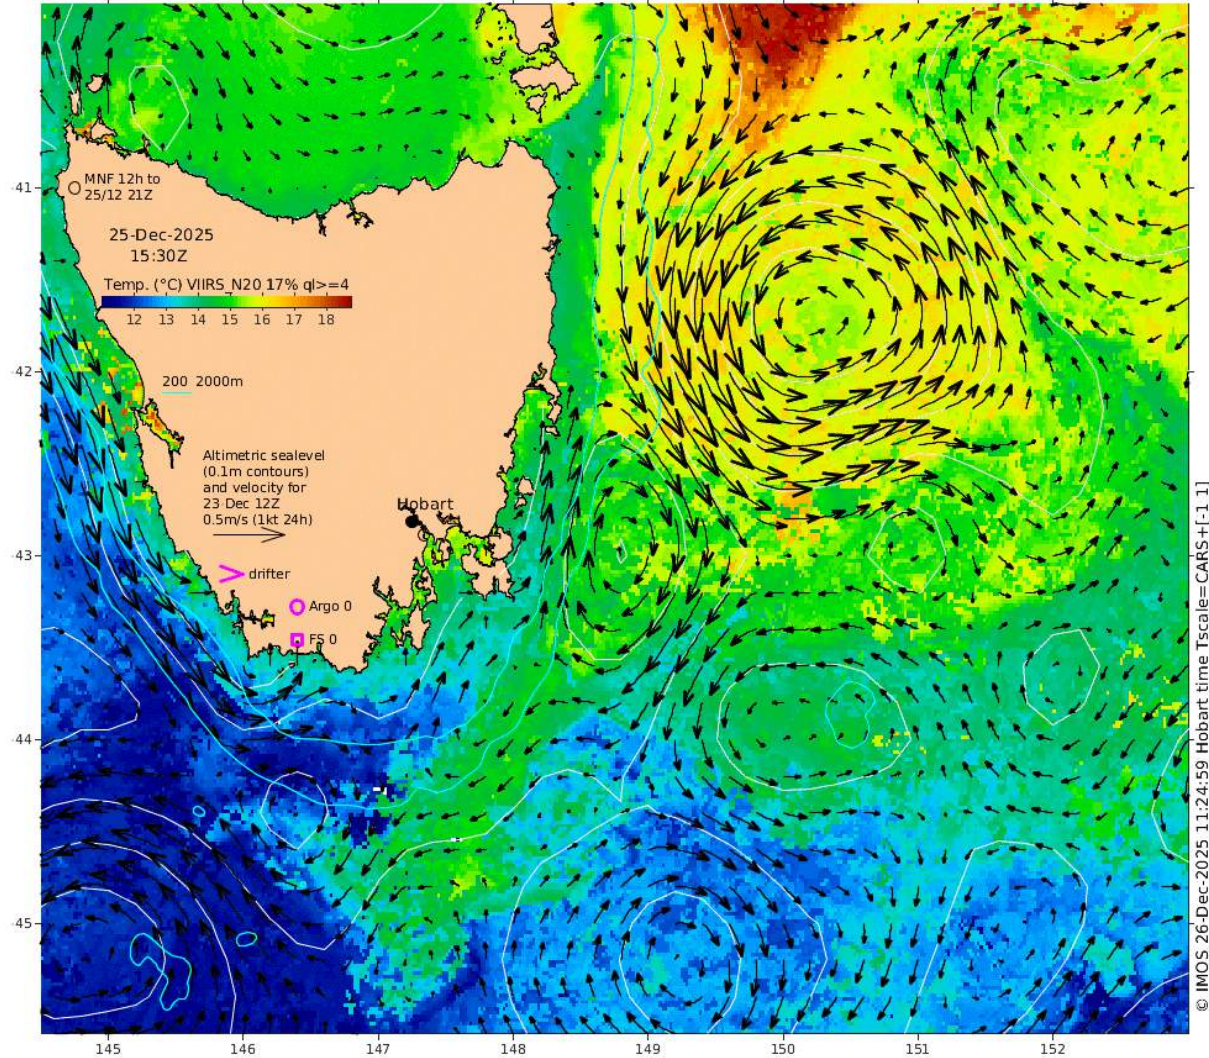 MNF 12h to
25/12 21Z
25-Dec-2025
15:30Z
Temp. (°C) VIIRS_N20 17% ql>=4
12 13 14 15 16 17 18
200 2000m
Altimetric sealevel
(0.1m contours)
and velocity for
23 Dec 12Z
0.5m/s (1kt 24h)
Hobart
drifter
Argo 0
FS 0
-41
-42
-43
-44
-45
145 146 147 148 149 150 151 152
© IMOS 26-Dec-2025 11:24:59 Hobart time Tscale=CARS+[-1 1]